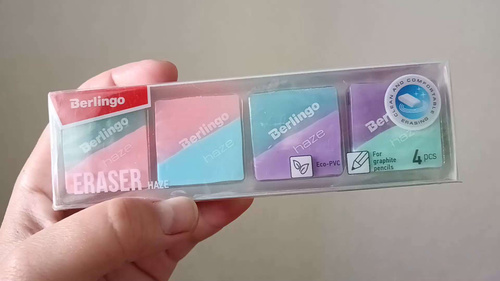 Berlingo
Berlingo
haze
Berlingo
haze
Berlingo
haze
Berlingo
CLEAN AND COMFORTABLE
ERASING
ERASER
HAZE
Eco-PVC
For
graphite
pencils
4 pcs